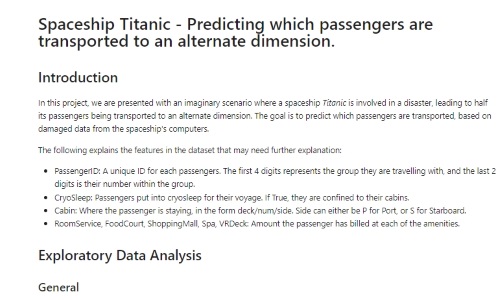 Spaceship Titanic - Predicting which passengers are
transported to an alternate dimension.
Introduction
In this project, we are presented with an imaginary scenario where a spaceship Titanic is involved in a disaster, leading to half
its passengers being transported to an alternate dimension. The goal is to predict which passengers are transported, based on
damaged data from the spaceship's computers.
The following explains the features in the dataset that may need further explanation:
• PassengerID: A unique ID for each passengers. The first 4 digits represents the group they are travelling with, and the last 2
digits is their number within the group.
• CryoSleep: Passengers put into cryosleep for their voyage. If True, they are confined to their cabins.
• Cabin: Where the passenger is staying, in the form deck/num/side. Side can either be P for Port, or S for Starboard.
• RoomService, FoodCourt, ShoppingMall, Spa, VRDeck: Amount the passenger has billed at each of the amenities.
Exploratory Data Analysis
General